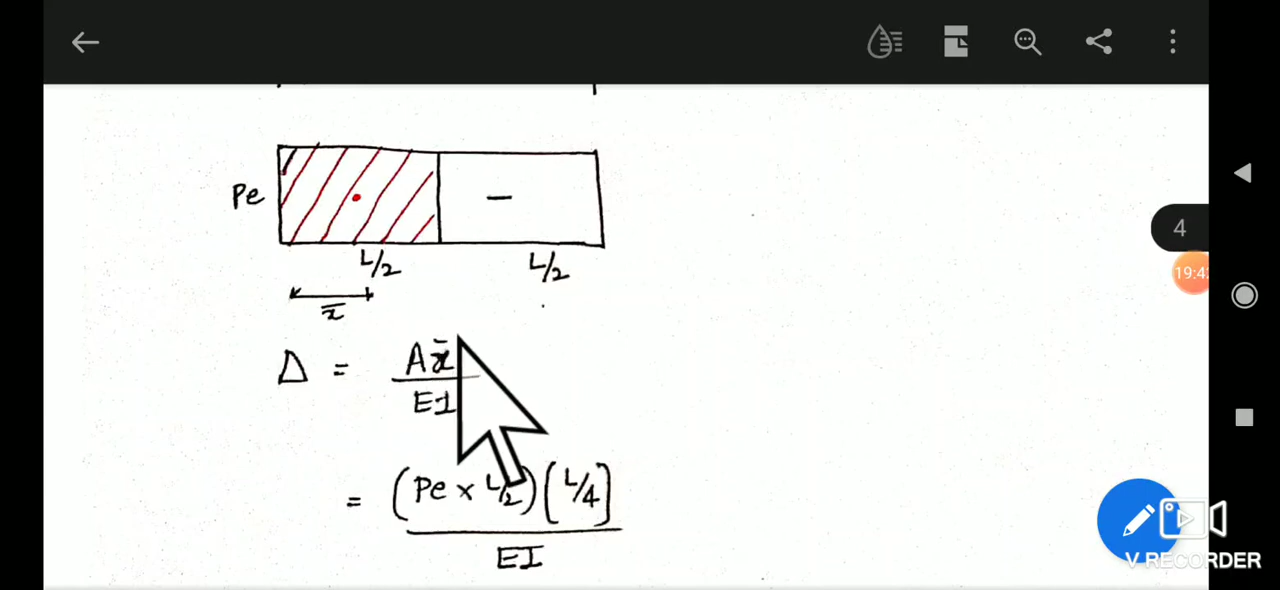 4
19:4
Pe
-
L/2 L/2
x̄
Δ = Ax̄
EI
= (Pe × L/2)(L/4)
EI
V RECORDER